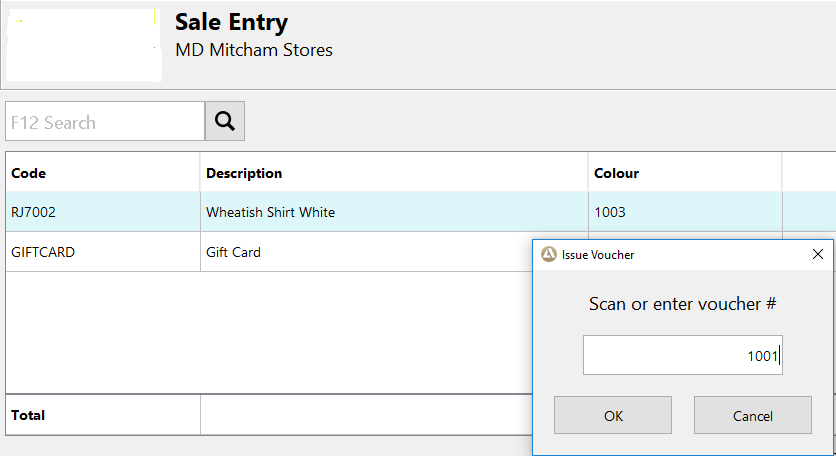 Sale Entry
MD Mitcham Stores
F12 Search
Code Description Colour
RJ7002 Wheatish Shirt White 1003
GIFTCARD Gift Card
Issue Voucher
Scan or enter voucher #
1001
OK Cancel
Total